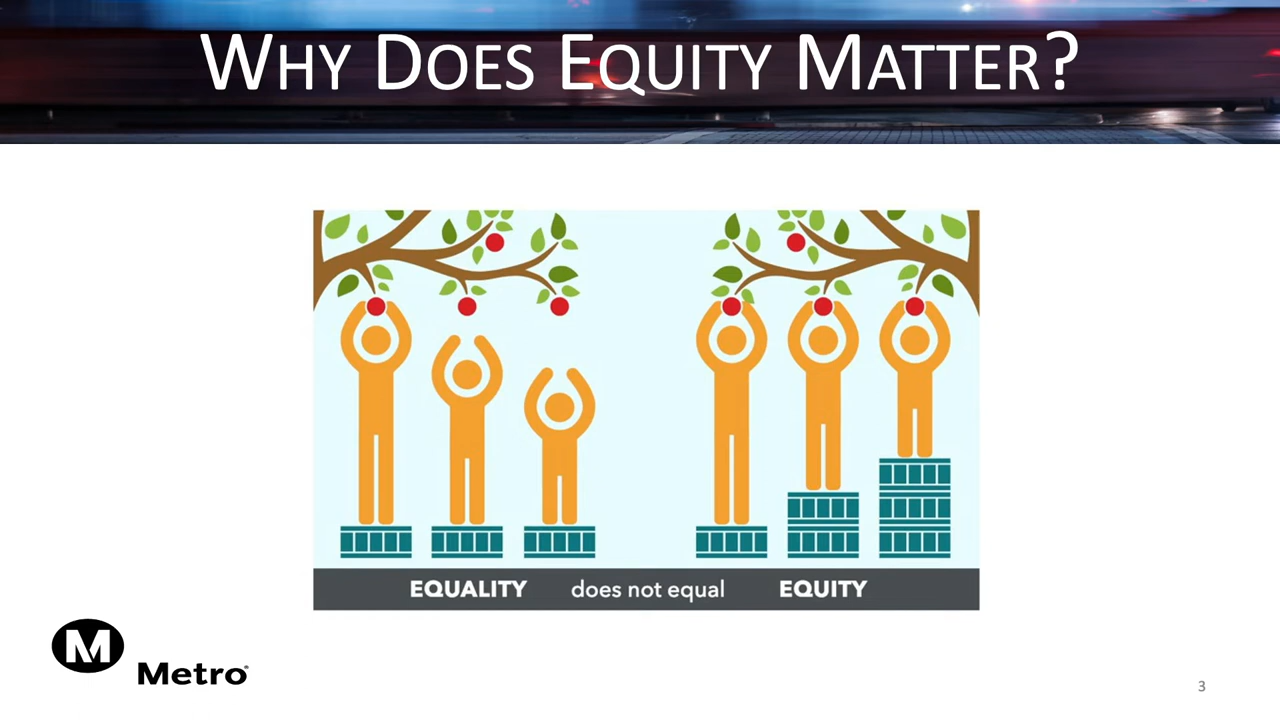 WHY DOES EQUITY MATTER?
EQUALITY does not equal EQUITY
M
Metro®
3